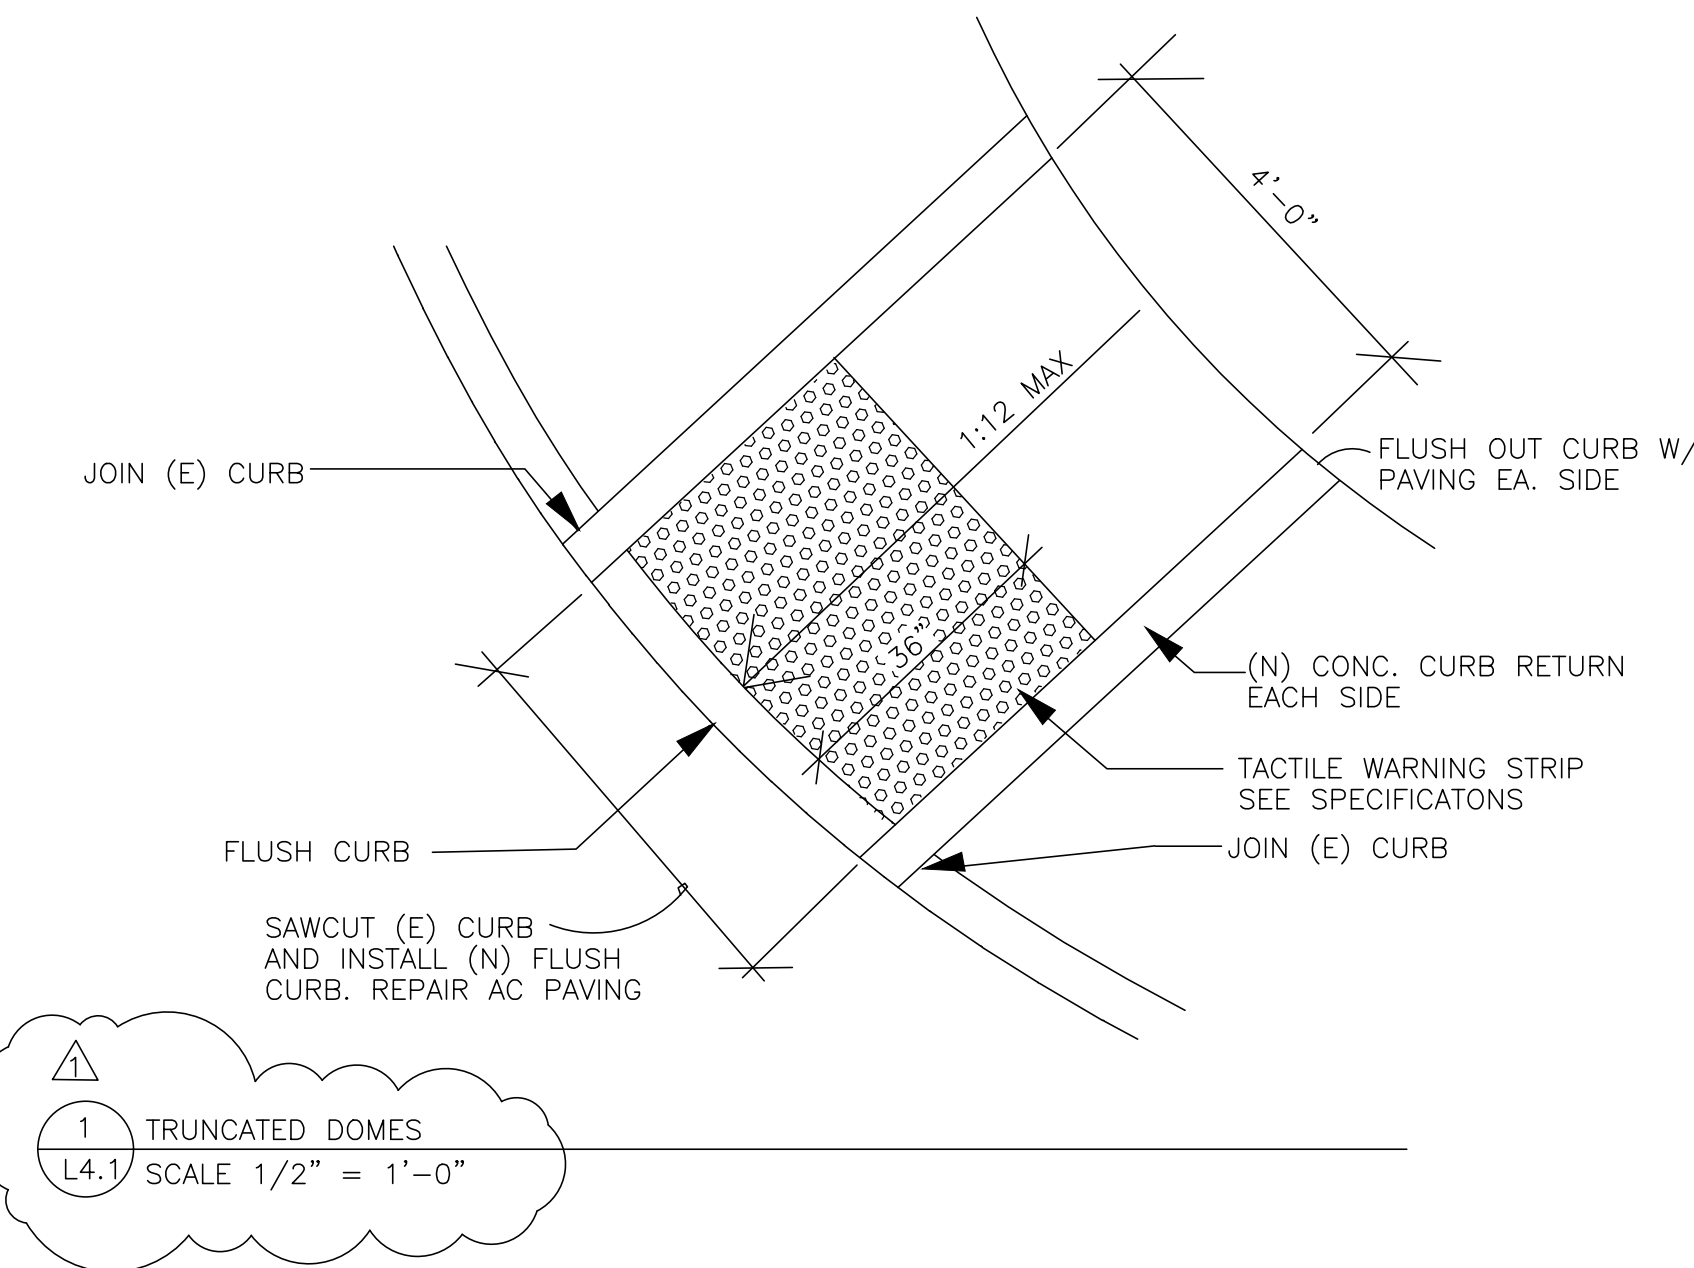 4'-0"
1:12 MAX
FLUSH OUT CURB W/
PAVING EA. SIDE
JOIN (E) CURB
36"
(N) CONC. CURB RETURN
EACH SIDE
TACTILE WARNING STRIP
SEE SPECIFICATONS
JOIN (E) CURB
FLUSH CURB
SAWCUT (E) CURB
AND INSTALL (N) FLUSH
CURB. REPAIR AC PAVING
1
1
L4.1
TRUNCATED DOMES
SCALE 1/2" = 1'-0"